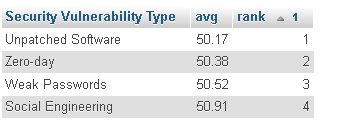 Security Vulnerability Type avg rank 1
Unpatched Software 50.17 1
Zero-day 50.38 2
Weak Passwords 50.52 3
Social Engineering 50.91 4